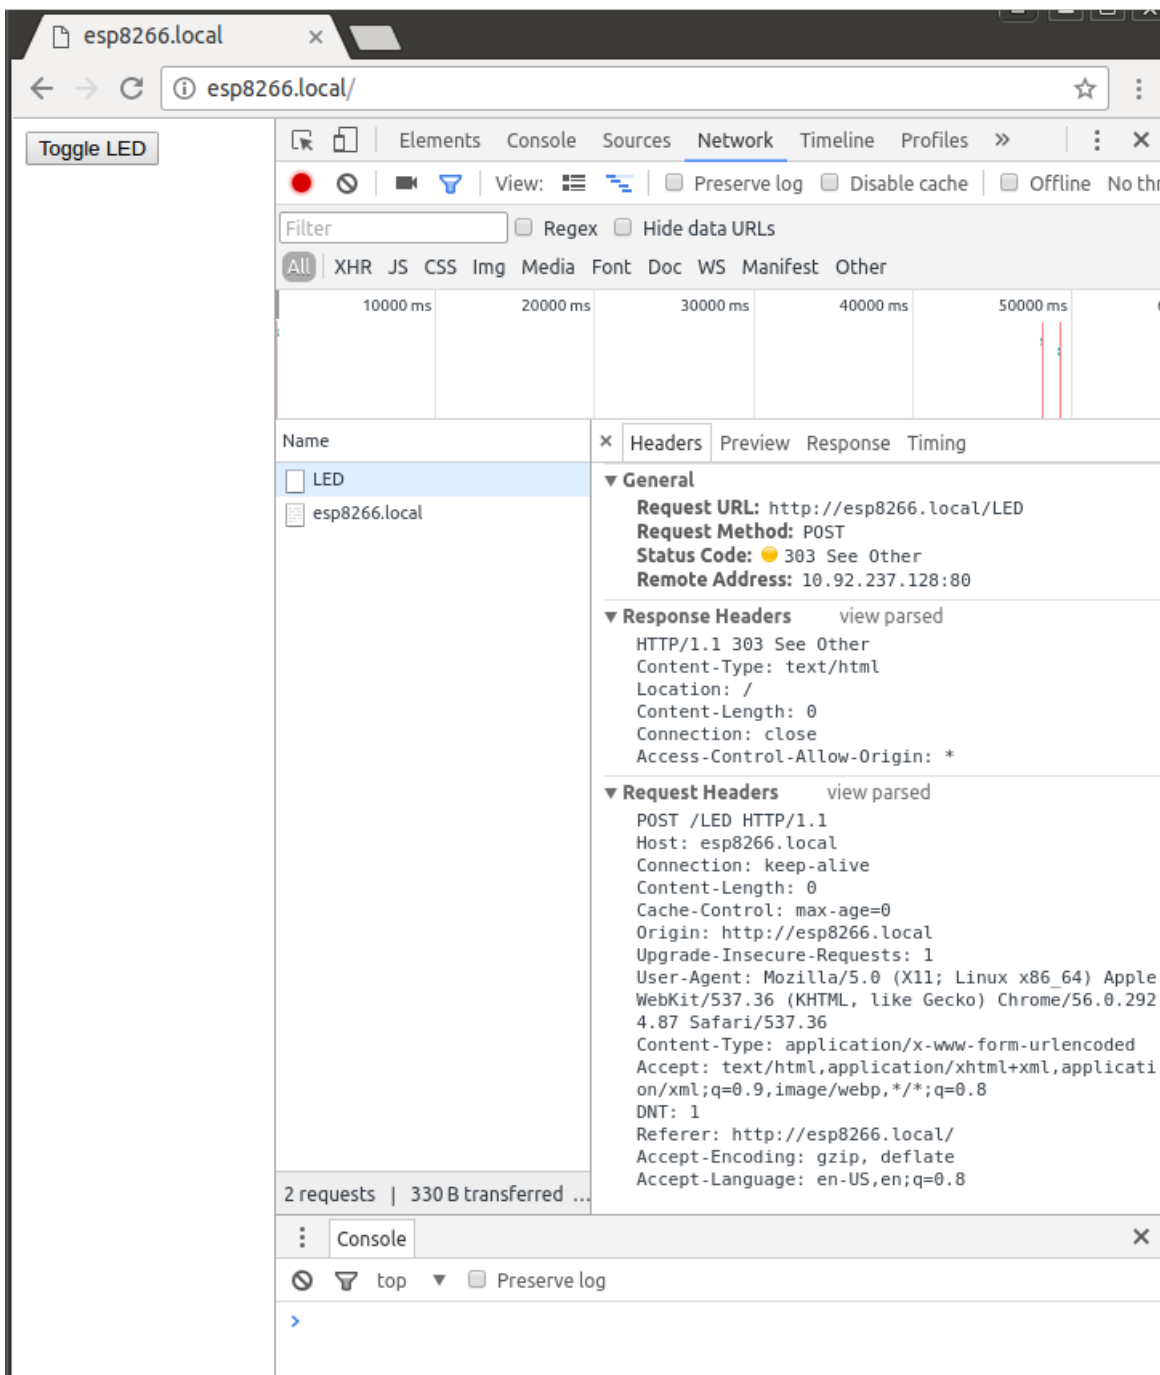 esp8266.local
esp8266.local/
Toggle LED
Elements Console Sources Network Timeline Profiles »
View: Preserve log Disable cache Offline No thr
Filter Regex Hide data URLs
All XHR JS CSS Img Media Font Doc WS Manifest Other
10000 ms 20000 ms 30000 ms 40000 ms 50000 ms
Name
LED
esp8266.local
2 requests | 330 B transferred ...
× Headers Preview Response Timing
General
Request URL: http://esp8266.local/LED
Request Method: POST
Status Code: 303 See Other
Remote Address: 10.92.237.128:80
Response Headers view parsed
HTTP/1.1 303 See Other
Content-Type: text/html
Location: /
Content-Length: 0
Connection: close
Access-Control-Allow-Origin: *
Request Headers view parsed
POST /LED HTTP/1.1
Host: esp8266.local
Connection: keep-alive
Content-Length: 0
Cache-Control: max-age=0
Origin: http://esp8266.local
Upgrade-Insecure-Requests: 1
User-Agent: Mozilla/5.0 (X11; Linux x86_64) Apple
WebKit/537.36 (KHTML, like Gecko) Chrome/56.0.292
4.87 Safari/537.36
Content-Type: application/x-www-form-urlencoded
Accept: text/html,application/xhtml+xml,applicati
on/xml;q=0.9,image/webp,*/*;q=0.8
DNT: 1
Referer: http://esp8266.local/
Accept-Encoding: gzip, deflate
Accept-Language: en-US,en;q=0.8
Console
top Preserve log